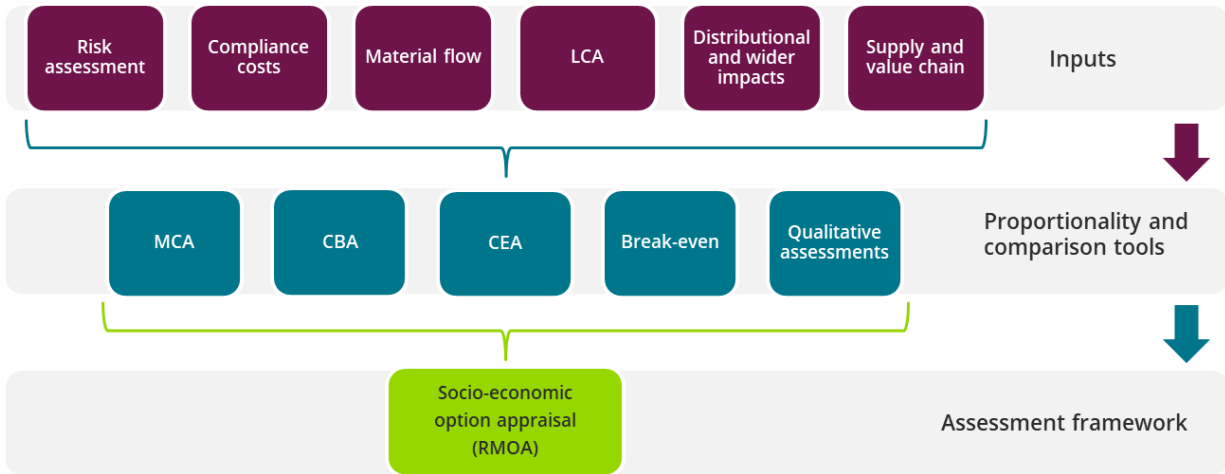 Risk
assessment
Compliance
costs
Material flow
LCA
Distributional
and wider
impacts
Supply and
value chain
Inputs
MCA
CBA
CEA
Break-even
Qualitative
assessments
Proportionality and
comparison tools
Socio-economic
option appraisal
(RMOA)
Assessment framework